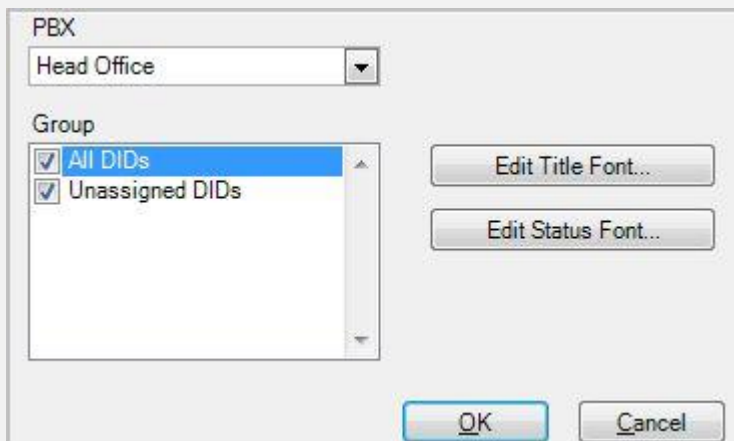 PBX
Head Office
Group
All DIDs
Unassigned DIDs
Edit Title Font...
Edit Status Font...
OK
Cancel